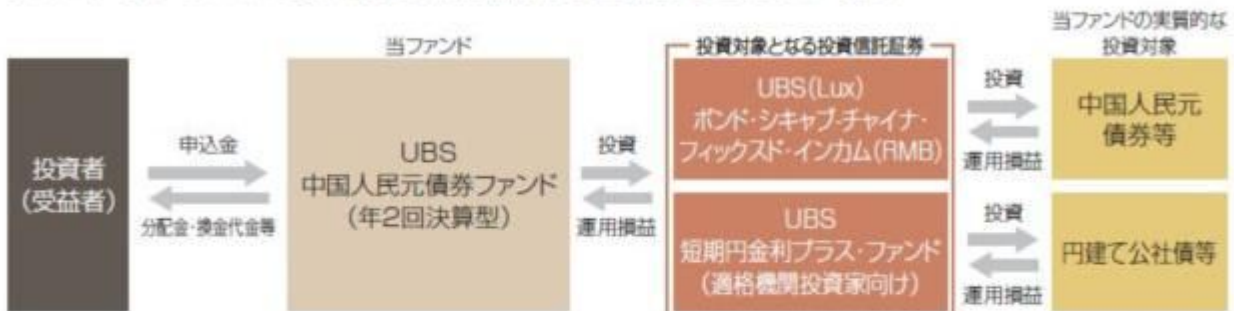 当ファンド
投資対象となる投資信託証券
当ファンドの実質的な
投資対象
投資者
(受益者)
申込金
分配金・換金代金等
UBS
中国人民元債券ファンド
(年2回決算型)
投資
運用損益
UBS(Lux)
ボンド・シキャブ-チャイナ・
フィックスド・インカム(RMB)
投資
運用損益
中国人民元
債券等
UBS
短期円金利プラス・ファンド
(適格機関投資家向け)
投資
運用損益
円建て公社債等